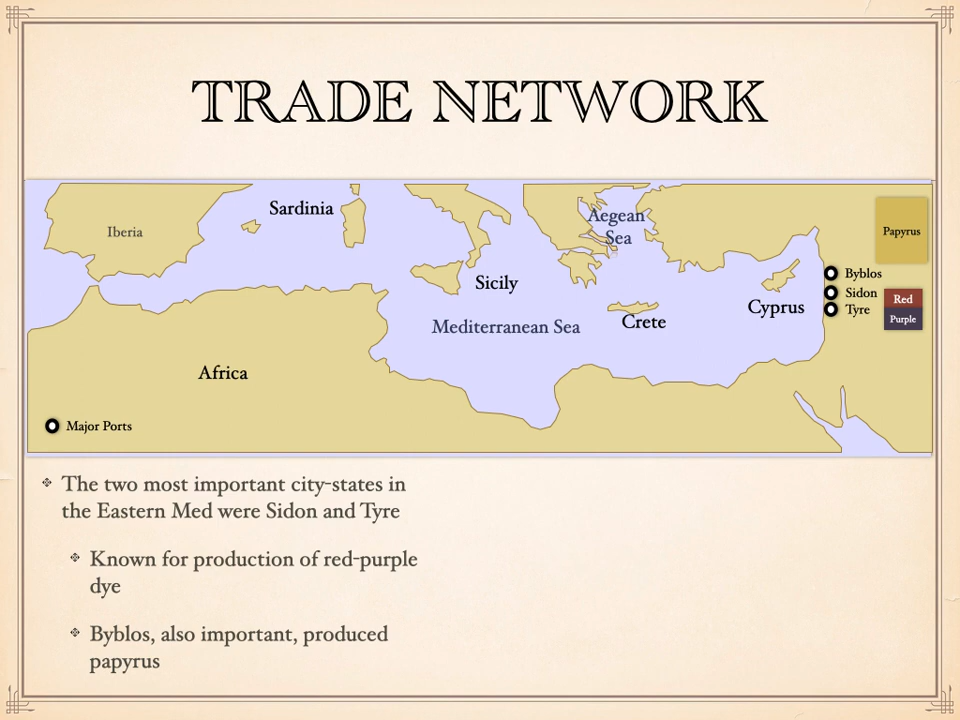 TRADE NETWORK
Sardinia
Iberia
Aegean
Sea
Papyrus
Byblos
Sicily
Sidon
Red
Cyprus
Tyre
Purple
Crete
Mediterranean Sea
Africa
Major Ports
The two most important city-states in
the Eastern Med were Sidon and Tyre
Known for production of red-purple
dye
Byblos, also important, produced
papyrus